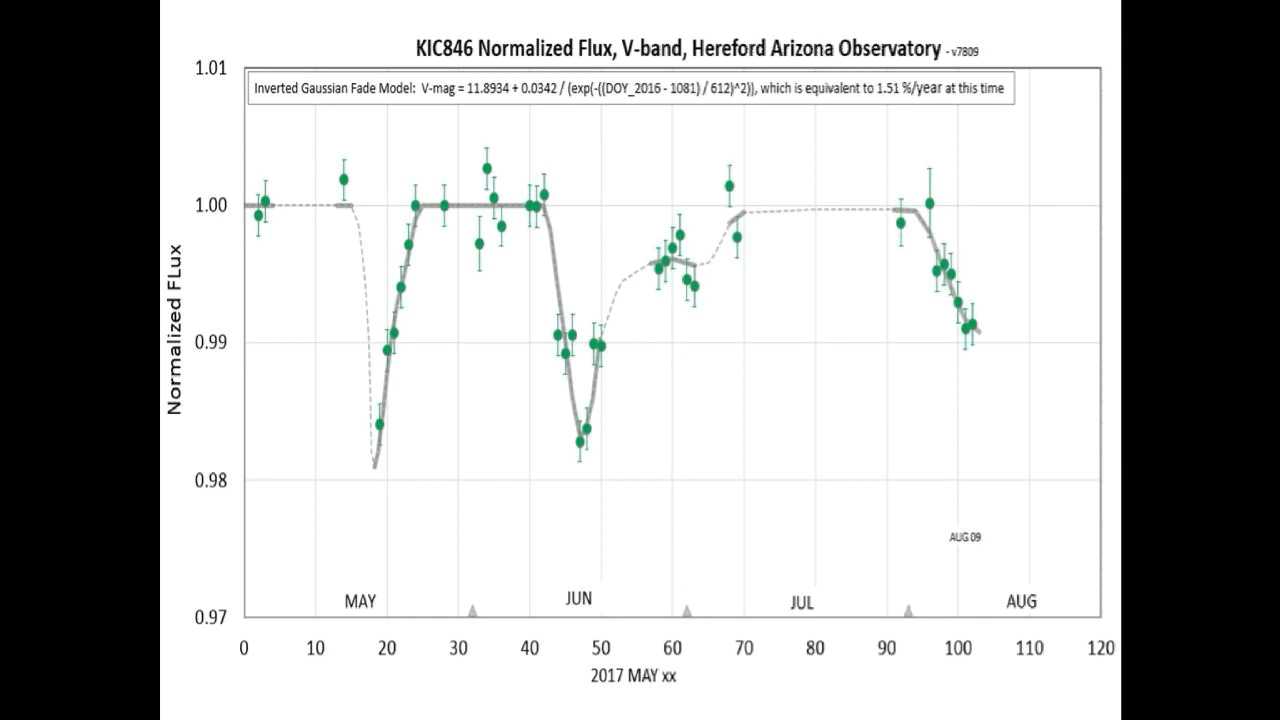 KIC846 Normalized Flux, V-band, Hereford Arizona Observatory - v7809
Inverted Gaussian Fade Model: V-mag = 11.8934 + 0.0342 / (exp(-((DOY_2016 - 1081) / 612)^2)), which is equivalent to 1.51 %/year at this time
1.01
1.00
0.99
0.98
0.97
Normalized FLux
AUG 09
MAY JUN JUL AUG
0 10 20 30 40 50 60 70 80 90 100 110 120
2017 MAY xx